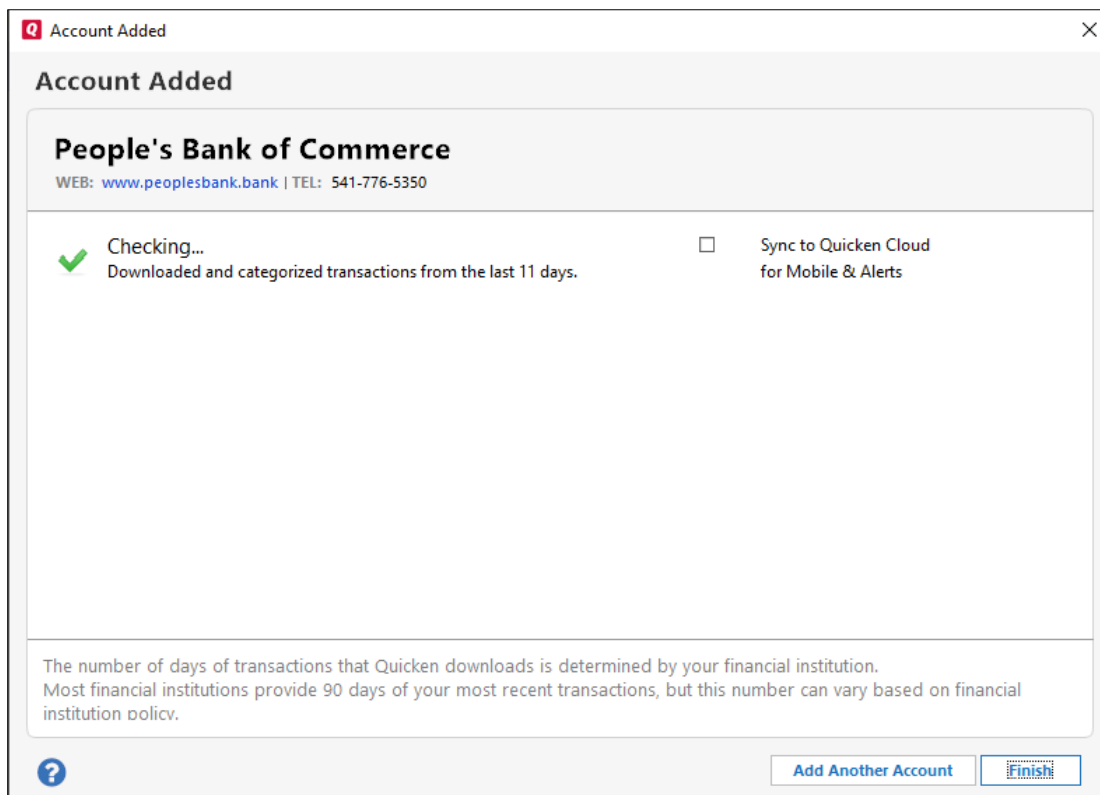 Account Added
Account Added
People's Bank of Commerce
WEB: www.peoplesbank.bank | TEL: 541-776-5350
Checking...
Downloaded and categorized transactions from the last 11 days.
Sync to Quicken Cloud
for Mobile & Alerts
The number of days of transactions that Quicken downloads is determined by your financial institution.
Most financial institutions provide 90 days of your most recent transactions, but this number can vary based on financial
institution policy.
Add Another Account
Finish